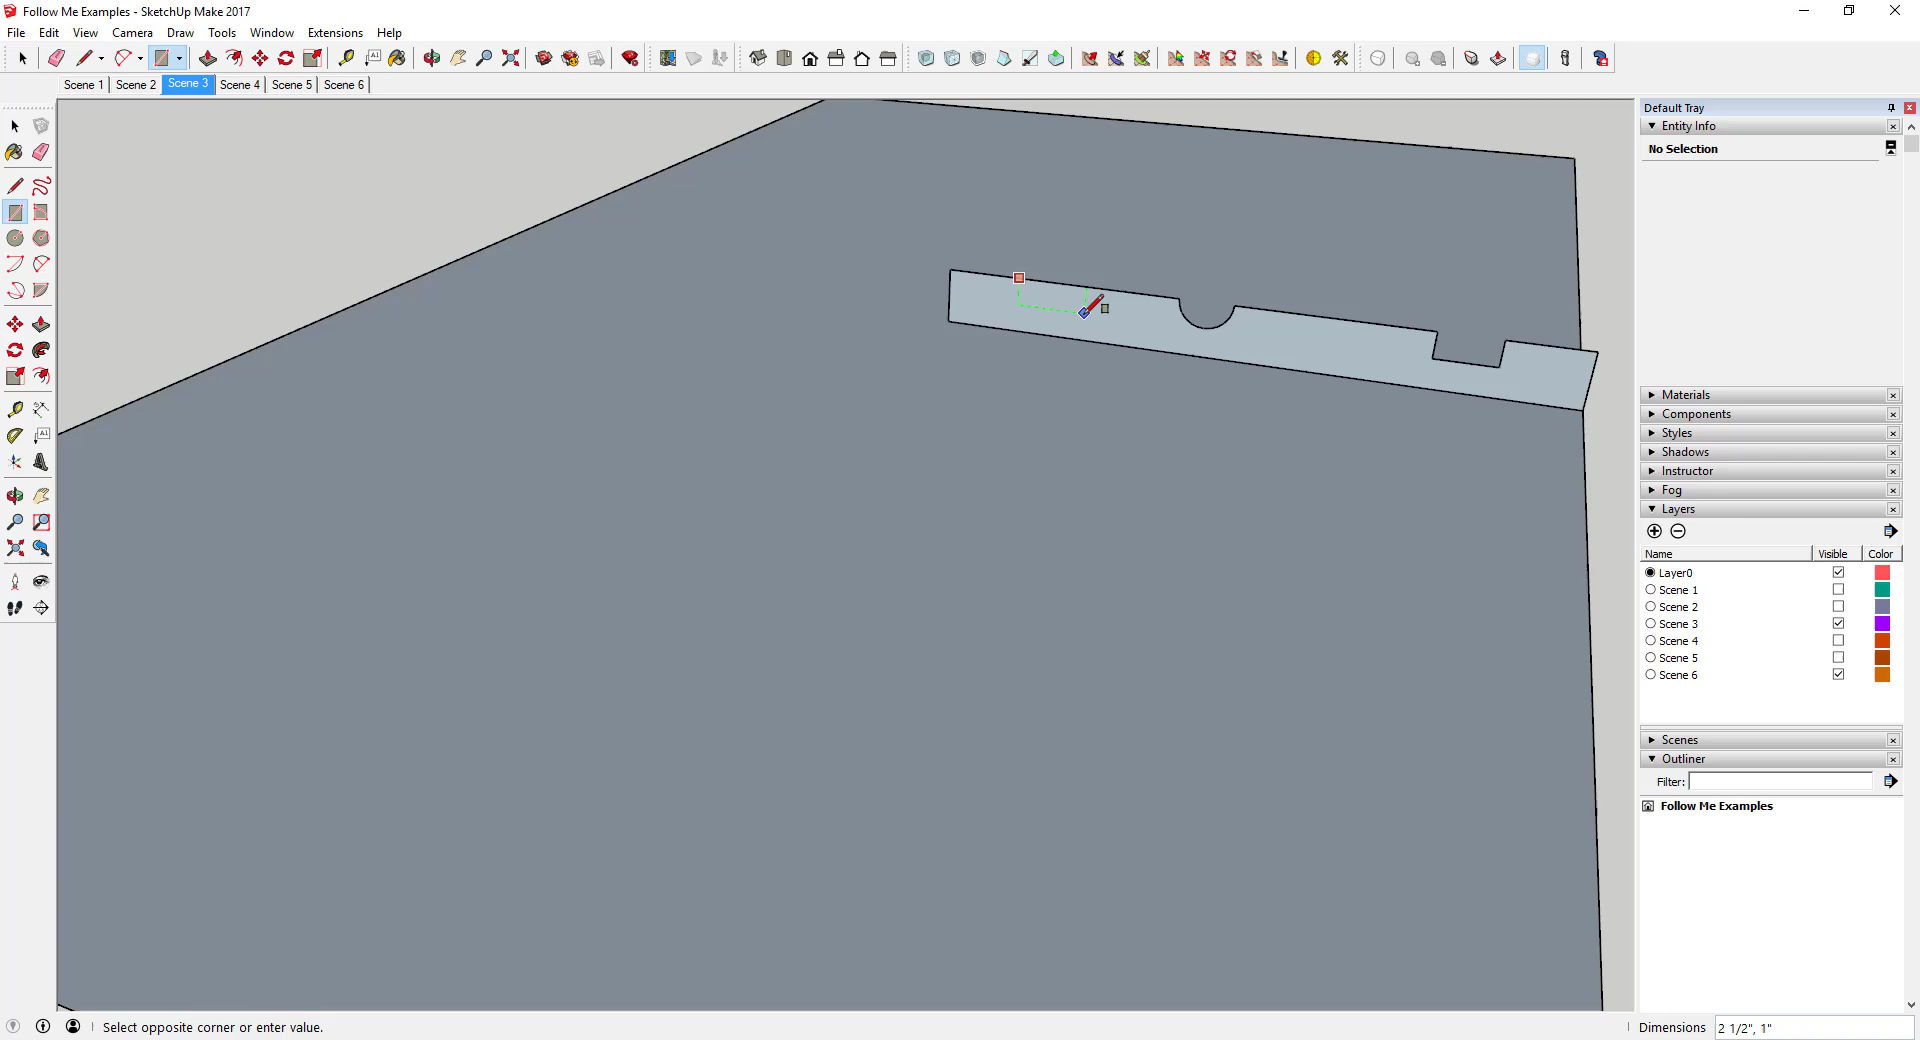 Follow Me Examples - SketchUp Make 2017
File Edit View Camera Draw Tools Window Extensions Help
A1
Scene 1 Scene 2 Scene 3 Scene 4 Scene 5 Scene 6
Default Tray
Entity Info
No Selection
A1
Materials
Components
Styles
Shadows
Instructor
Fog
Layers
Name Visible Color
Layer0
Scene 1
Scene 2
Scene 3
Scene 4
Scene 5
Scene 6
Scenes
Outliner
Filter:
Follow Me Examples
Select opposite corner or enter value.
Dimensions 2 1/2", 1"